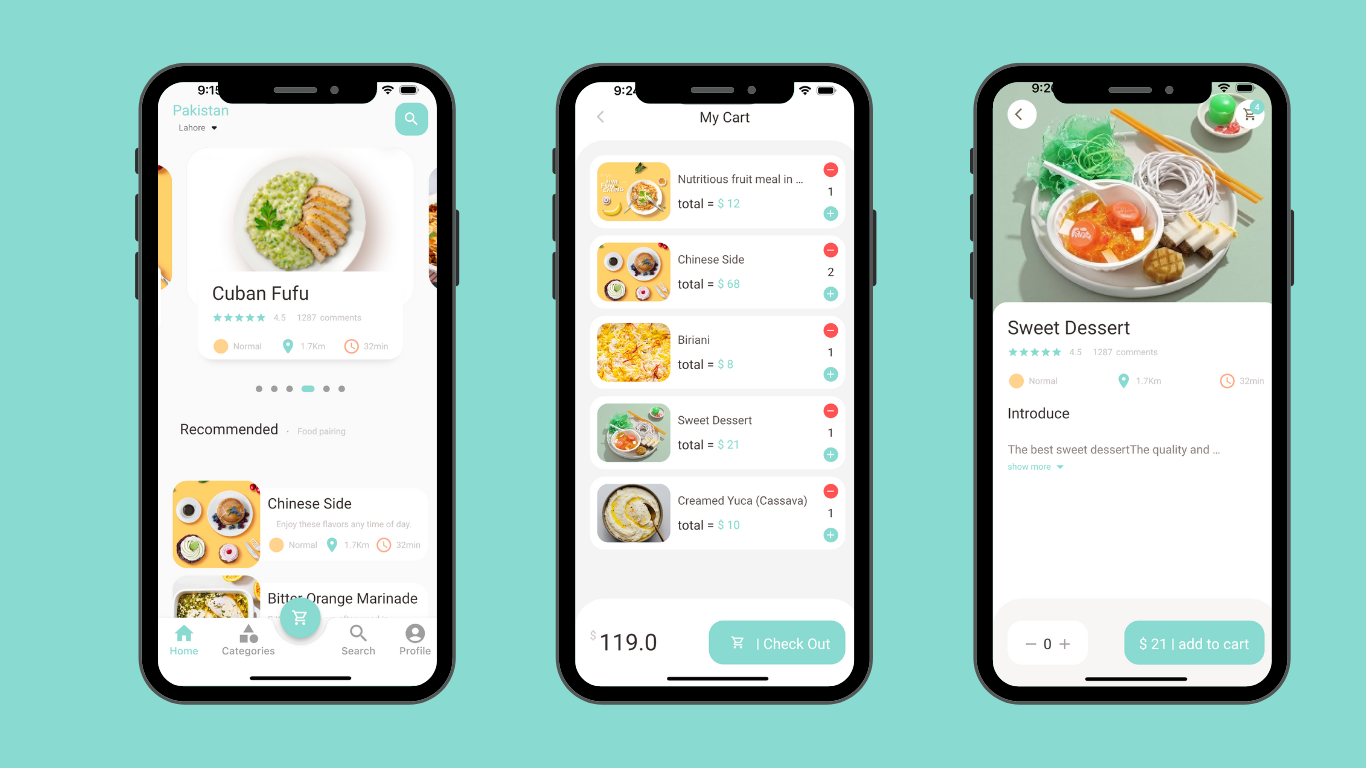 9:15
Pakistan
Lahore
Cuban Fufu
4.5 1287 comments
Normal 1.7Km 32min
Recommended · Food pairing
Chinese Side
Enjoy these flavors any time of day.
Normal 1.7Km 32min
Bitter Orange Marinade
Home Categories Search Profile
9:24
My Cart
Nutritious fruit meal in ...
total = $ 12
1
Chinese Side
total = $ 68
2
Biriani
total = $ 8
1
Sweet Dessert
total = $ 21
1
Creamed Yuca (Cassava)
total = $ 10
1
$ 119.0
| Check Out
4
Sweet Dessert
4.5 1287 comments
Normal 1.7Km 32min
Introduce
The best sweet dessertThe quality and ...
show more
0
$ 21 | add to cart